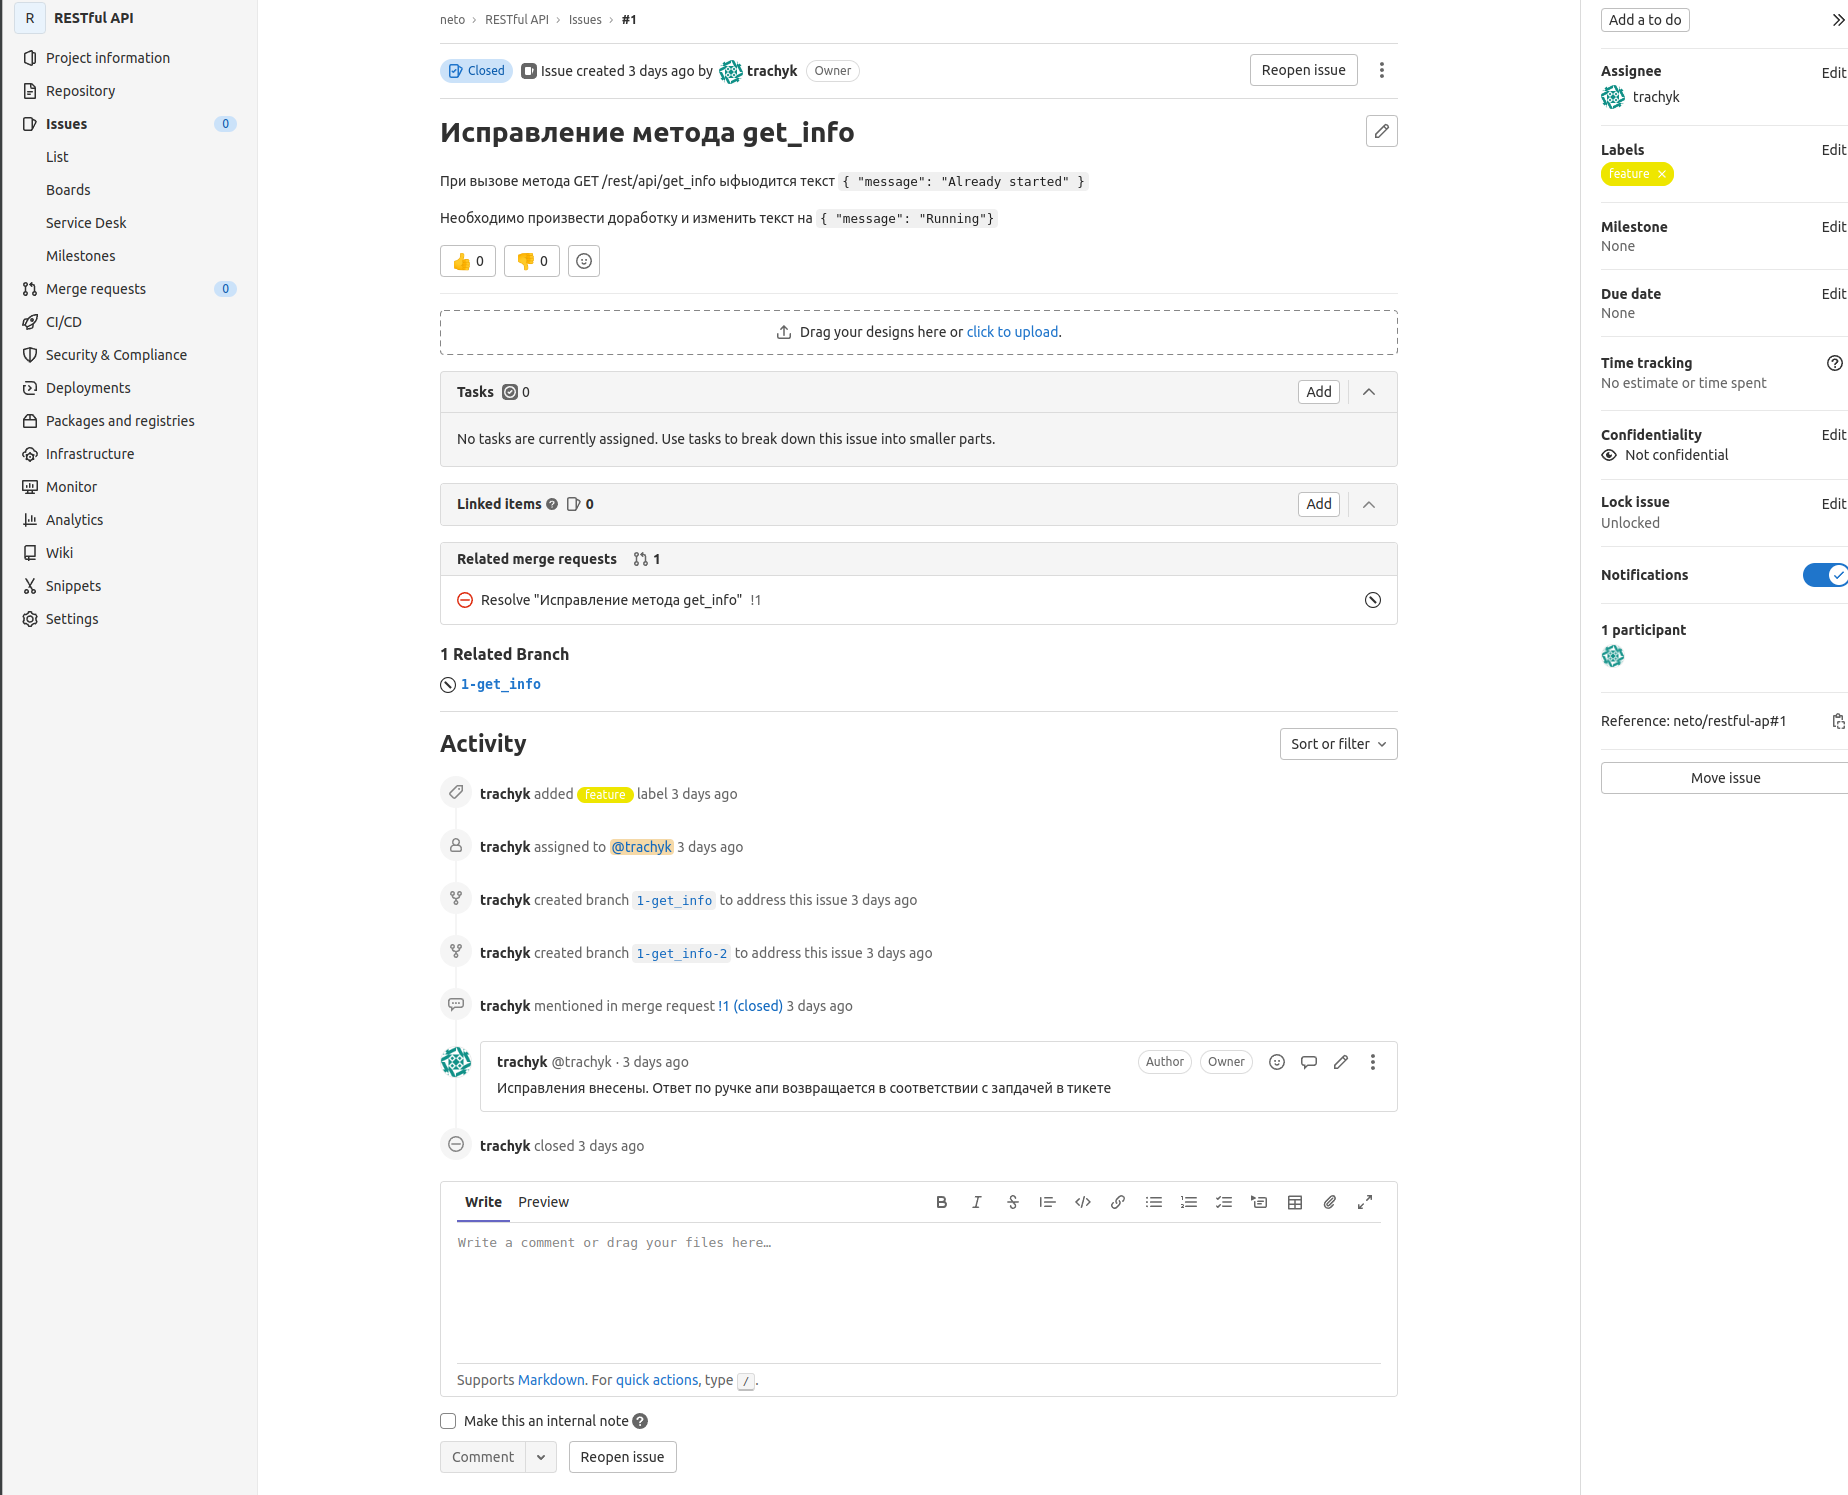 R RESTful API
Project information
Repository
Issues 0
List
Boards
Service Desk
Milestones
Merge requests 0
CI/CD
Security & Compliance
Deployments
Packages and registries
Infrastructure
Monitor
Analytics
Wiki
Snippets
Settings
neto › RESTful API › Issues › #1
Closed Issue created 3 days ago by trachyk Owner Reopen issue
Исправление метода get_info
При вызове метода GET /rest/api/get_info ыфыодится текст { "message": "Already started" }
Необходимо произвести доработку и изменить текст на { "message": "Running"}
0 0
Drag your designs here or click to upload.
Tasks 0 Add
No tasks are currently assigned. Use tasks to break down this issue into smaller parts.
Linked items ? 0 Add
Related merge requests 1
Resolve "Исправление метода get_info" !1
1 Related Branch
1-get_info
Activity Sort or filter
trachyk added feature label 3 days ago
trachyk assigned to @trachyk 3 days ago
trachyk created branch 1-get_info to address this issue 3 days ago
trachyk created branch 1-get_info-2 to address this issue 3 days ago
trachyk mentioned in merge request !1 (closed) 3 days ago
trachyk @trachyk · 3 days ago Author Owner
Исправления внесены. Ответ по ручке апи возвращается в соответствии с запдачей в тикете
trachyk closed 3 days ago
Write Preview
Write a comment or drag your files here…
Supports Markdown. For quick actions, type /.
Make this an internal note ?
Comment Reopen issue
Add a to do
Assignee Edit
trachyk
Labels Edit
feature ×
Milestone Edit
None
Due date Edit
None
Time tracking ?
No estimate or time spent
Confidentiality Edit
Not confidential
Lock issue Edit
Unlocked
Notifications
1 participant
Reference: neto/restful-ap#1
Move issue